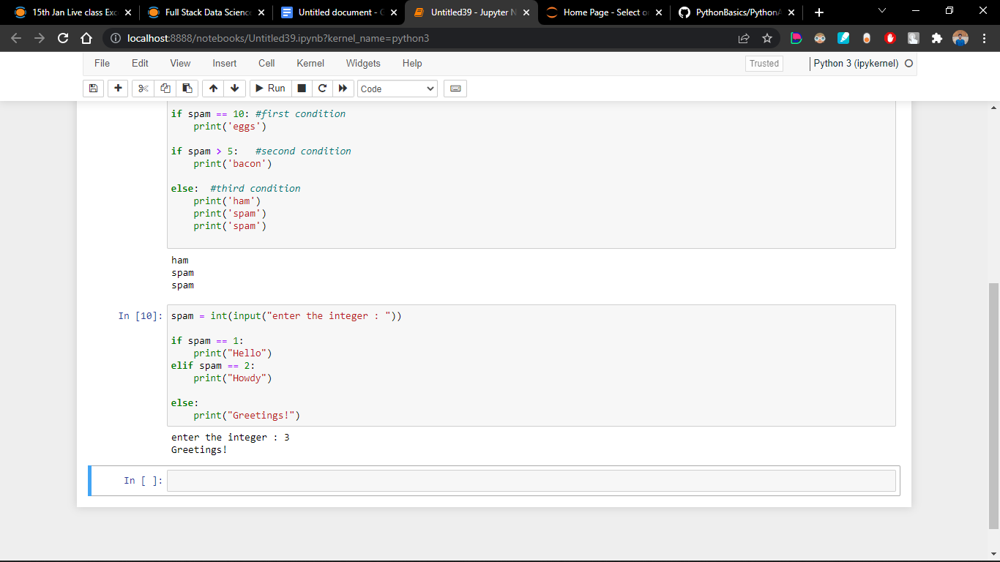 15th Jan Live class Exc
Full Stack Data Science
Untitled document - G
Untitled39 - Jupyter N
Home Page - Select o
PythonBasics/PythonA
localhost:8888/notebooks/Untitled39.ipynb?kernel_name=python3
File Edit View Insert Cell Kernel Widgets Help
Trusted
Python 3 (ipykernel)
Run
Code
if spam == 10: #first condition
    print('eggs')
if spam > 5:   #second condition
    print('bacon')
else:  #third condition
    print('ham')
    print('spam')
    print('spam')
ham
spam
spam
In [10]: spam = int(input("enter the integer : "))
if spam == 1:
    print("Hello")
elif spam == 2:
    print("Howdy")
else:
    print("Greetings!")
enter the integer : 3
Greetings!
In [ ]: